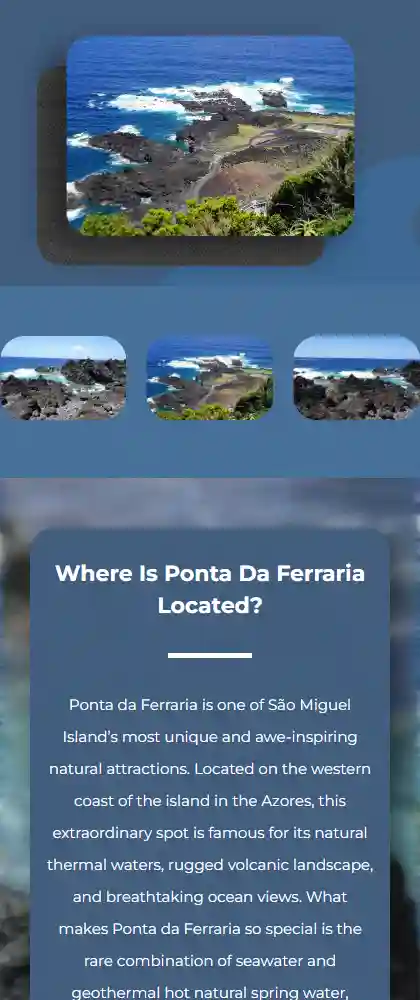 Where Is Ponta Da Ferraria
Located?
Ponta da Ferraria is one of São Miguel
Island's most unique and awe-inspiring
natural attractions. Located on the western
coast of the island in the Azores, this
extraordinary spot is famous for its natural
thermal waters, rugged volcanic landscape,
and breathtaking ocean views. What
makes Ponta da Ferraria so special is the
rare combination of seawater and
geothermal hot natural spring water,